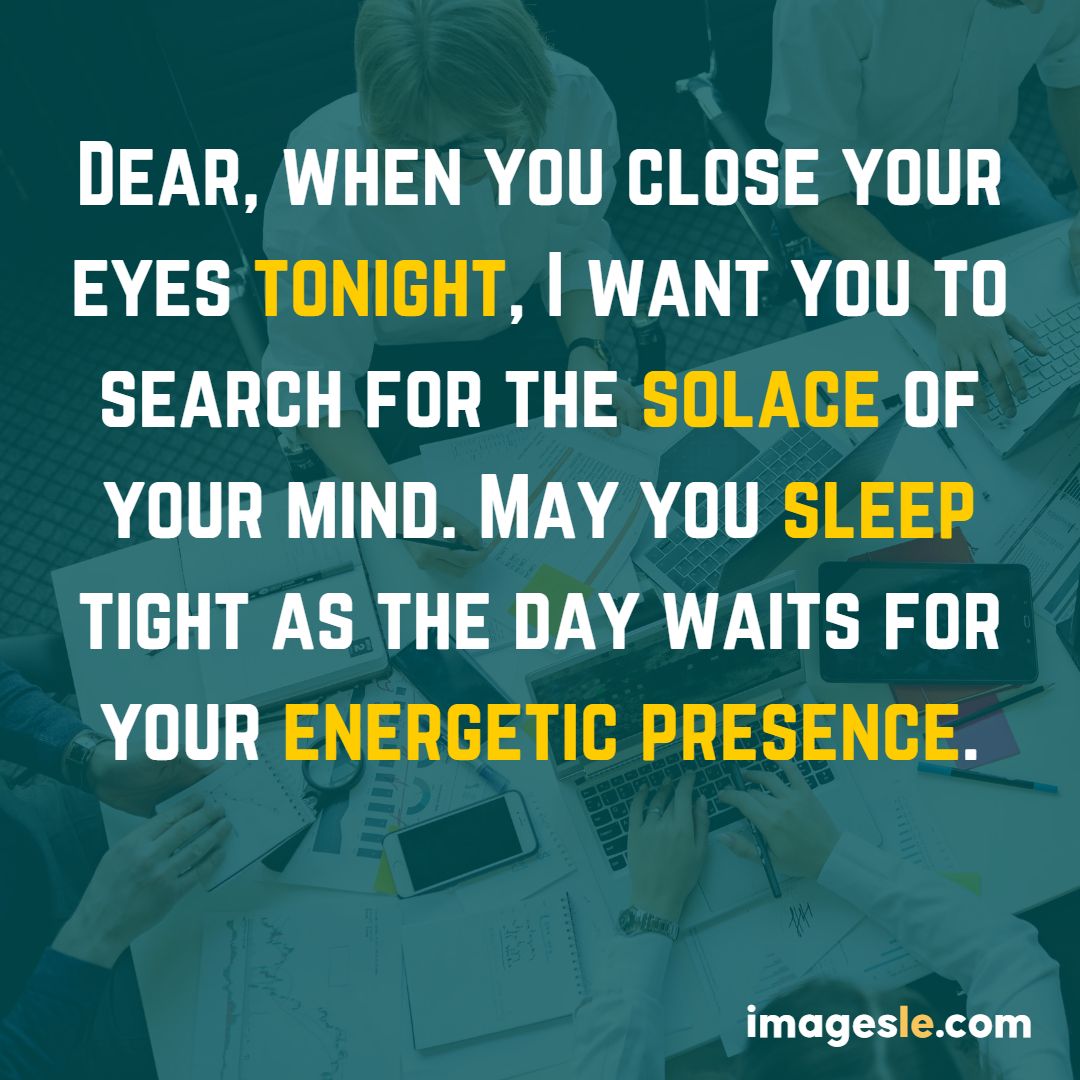 Dear, when you close your
eyes tonight, I want you to
search for the solace of
your mind. May you sleep
tight as the day waits for
your energetic presence.
imagesle.com